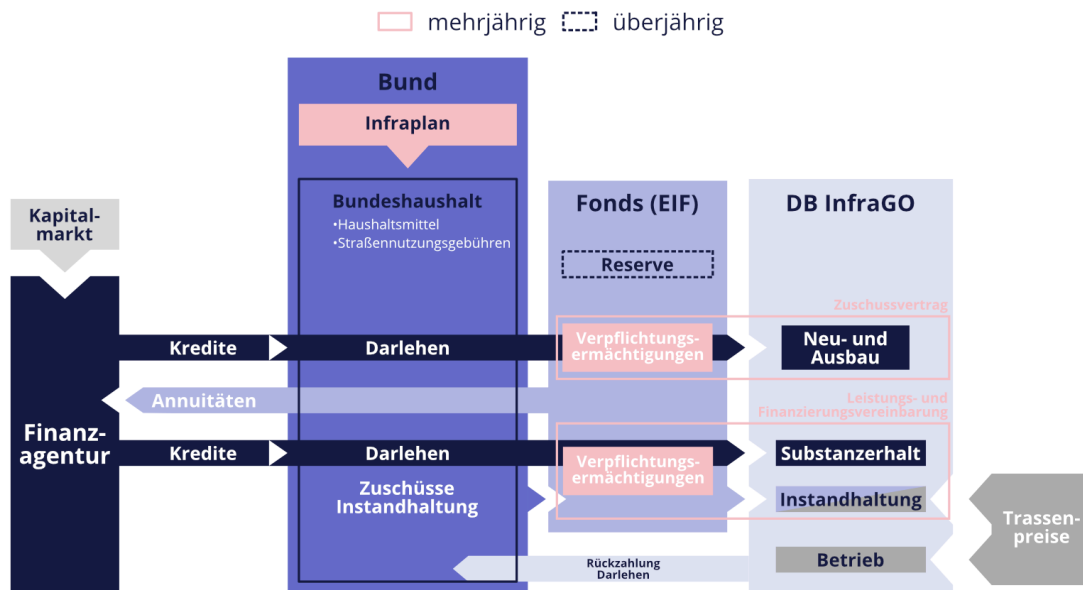 mehrjährig
überjährig
Bund
Infraplan
Kapital-
markt
Bundeshaushalt
•Haushaltsmittel
•Straßennutzungsgebühren
Fonds (EIF)
Reserve
DB InfraGO
Zuschussvertrag
Kredite
Darlehen
Verpflichtungs-
ermächtigungen
Neu- und
Ausbau
Annuitäten
Leistungs- und
Finanzierungsvereinbarung
Finanz-
agentur
Kredite
Darlehen
Verpflichtungs-
ermächtigungen
Substanzerhalt
Zuschüsse
Instandhaltung
Instandhaltung
Trassen-
preise
Rückzahlung
Darlehen
Betrieb